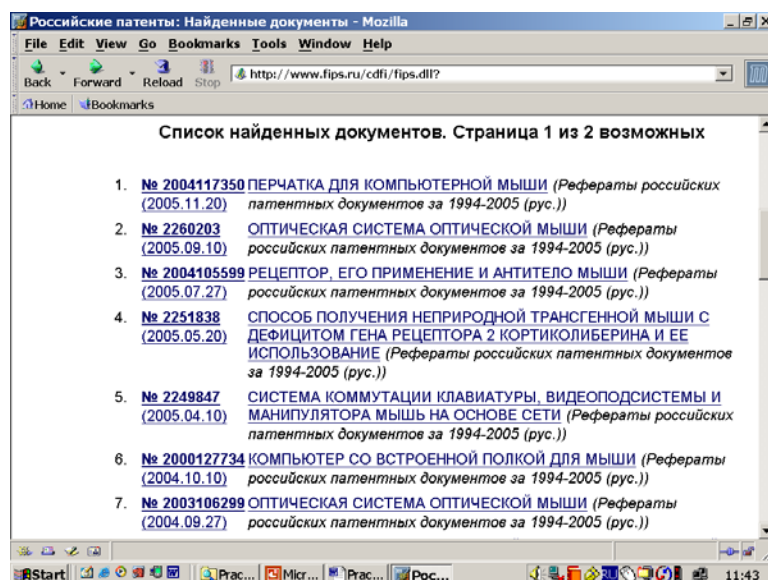 Российские патенты: Найденные документы - Mozilla
File Edit View Go Bookmarks Tools Window Help
Back Forward Reload Stop http://www.fips.ru/cdfi/fips.dll?
Home Bookmarks
Список найденных документов. Страница 1 из 2 возможных
1. № 2004117350 ПЕРЧАТКА ДЛЯ КОМПЬЮТЕРНОЙ МЫШИ (Рефераты российских
(2005.11.20) патентных документов за 1994-2005 (рус.))
2. № 2260203 ОПТИЧЕСКАЯ СИСТЕМА ОПТИЧЕСКОЙ МЫШИ (Рефераты
(2005.09.10) российских патентных документов за 1994-2005 (рус.))
3. № 2004105599 РЕЦЕПТОР, ЕГО ПРИМЕНЕНИЕ И АНТИТЕЛО МЫШИ (Рефераты
(2005.07.27) российских патентных документов за 1994-2005 (рус.))
4. № 2251838 СПОСОБ ПОЛУЧЕНИЯ НЕПРИРОДНОЙ ТРАНСГЕННОЙ МЫШИ С
(2005.05.20) ДЕФИЦИТОМ ГЕНА РЕЦЕПТОРА 2 КОРТИКОЛИБЕРИНА И ЕЕ
ИСПОЛЬЗОВАНИЕ (Рефераты российских патентных документов
за 1994-2005 (рус.))
5. № 2249847 СИСТЕМА КОММУТАЦИИ КЛАВИАТУРЫ, ВИДЕОПОДСИСТЕМЫ И
(2005.04.10) МАНИПУЛЯТОРА МЫШЬ НА ОСНОВЕ СЕТИ (Рефераты российских
патентных документов за 1994-2005 (рус.))
6. № 2000127734 КОМПЬЮТЕР СО ВСТРОЕННОЙ ПОЛКОЙ ДЛЯ МЫШИ (Рефераты
(2004.10.10) российских патентных документов за 1994-2005 (рус.))
7. № 2003106299 ОПТИЧЕСКАЯ СИСТЕМА ОПТИЧЕСКОЙ МЫШИ (Рефераты
(2004.09.27) российских патентных документов за 1994-2005 (рус.))
Start Prac... Micr... Prac... Рос... RU 11:43